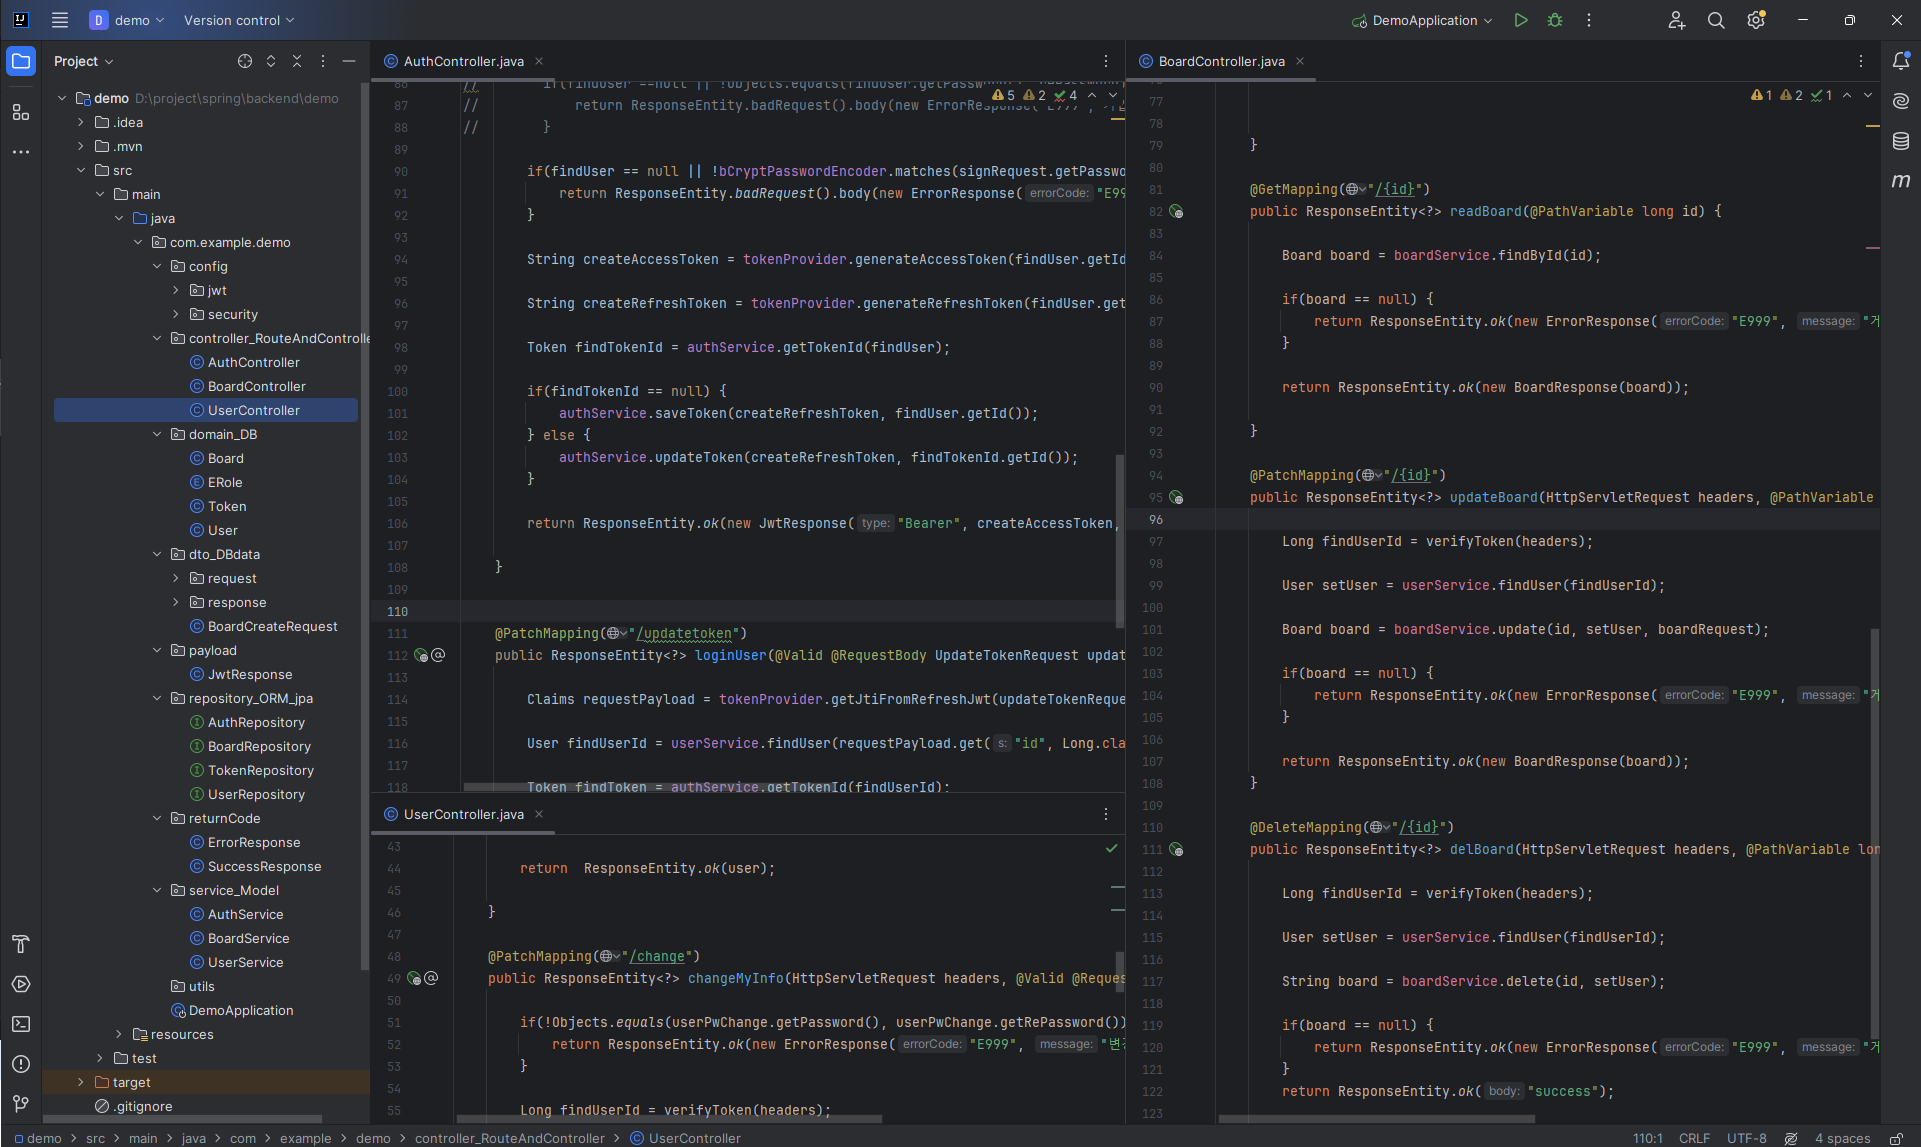 D demo Version control DemoApplication
Project
demo D:\project\spring\backend\demo
.idea
.mvn
src
main
java
com.example.demo
config
jwt
security
controller_RouteAndControlle
AuthController
BoardController
UserController
domain_DB
Board
ERole
Token
User
dto_DBdata
request
response
BoardCreateRequest
payload
JwtResponse
repository_ORM_jpa
AuthRepository
BoardRepository
TokenRepository
UserRepository
returnCode
ErrorResponse
SuccessResponse
service_Model
AuthService
BoardService
UserService
utils
DemoApplication
resources
test
target
.gitignore
AuthController.java
5 2 4
86 //
87 // return ResponseEntity.badRequest().body(new ErrorResponse(
88 // }
89
90 if(findUser == null || !bCryptPasswordEncoder.matches(signRequest.getPasswo
91 return ResponseEntity.badRequest().body(new ErrorResponse( errorCode: "E99
92 }
93
94 String createAccessToken = tokenProvider.generateAccessToken(findUser.getId
95
96 String createRefreshToken = tokenProvider.generateRefreshToken(findUser.get
97
98 Token findTokenId = authService.getTokenId(findUser);
99
100 if(findTokenId == null) {
101 authService.saveToken(createRefreshToken, findUser.getId());
102 } else {
103 authService.updateToken(createRefreshToken, findTokenId.getId());
104 }
105
106 return ResponseEntity.ok(new JwtResponse( type: "Bearer", createAccessToken,
107
108 }
109
110
111 @PatchMapping("/updatetoken")
112 public ResponseEntity<?> loginUser(@Valid @RequestBody UpdateTokenRequest updat
113
114 Claims requestPayload = tokenProvider.getJtiFromRefreshJwt(updateTokenReque
115
116 User findUserId = userService.findUser(requestPayload.get( s: "id", Long.cla
117
118 Token findToken = authService.getTokenId(findUserId);
UserController.java
43
44 return ResponseEntity.ok(user);
45
46 }
47
48 @PatchMapping("/change")
49 public ResponseEntity<?> changeMyInfo(HttpServletRequest headers, @Valid @Reque
50
51 if(!Objects.equals(userPwChange.getPassword(), userPwChange.getRePassword())
52 return ResponseEntity.ok(new ErrorResponse( errorCode: "E999", message: "변
53 }
54
55 Long findUserId = verifyToken(headers);
BoardController.java
1 2 1
77
78
79 }
80
81 @GetMapping("/{id}")
82 public ResponseEntity<?> readBoard(@PathVariable long id) {
83
84 Board board = boardService.findById(id);
85
86 if(board == null) {
87 return ResponseEntity.ok(new ErrorResponse( errorCode: "E999", message: "게
88 }
89
90 return ResponseEntity.ok(new BoardResponse(board));
91
92 }
93
94 @PatchMapping("/{id}")
95 public ResponseEntity<?> updateBoard(HttpServletRequest headers, @PathVariable
96
97 Long findUserId = verifyToken(headers);
98
99 User setUser = userService.findUser(findUserId);
100
101 Board board = boardService.update(id, setUser, boardRequest);
102
103 if(board == null) {
104 return ResponseEntity.ok(new ErrorResponse( errorCode: "E999", message: "게
105 }
106
107 return ResponseEntity.ok(new BoardResponse(board));
108 }
109
110 @DeleteMapping("/{id}")
111 public ResponseEntity<?> delBoard(HttpServletRequest headers, @PathVariable lon
112
113 Long findUserId = verifyToken(headers);
114
115 User setUser = userService.findUser(findUserId);
116
117 String board = boardService.delete(id, setUser);
118
119 if(board == null) {
120 return ResponseEntity.ok(new ErrorResponse( errorCode: "E999", message: "게
121 }
122 return ResponseEntity.ok( body: "success");
123
demo > src > main > java > com > example > demo > controller_RouteAndController > UserController 110:1 CRLF UTF-8 4 spaces